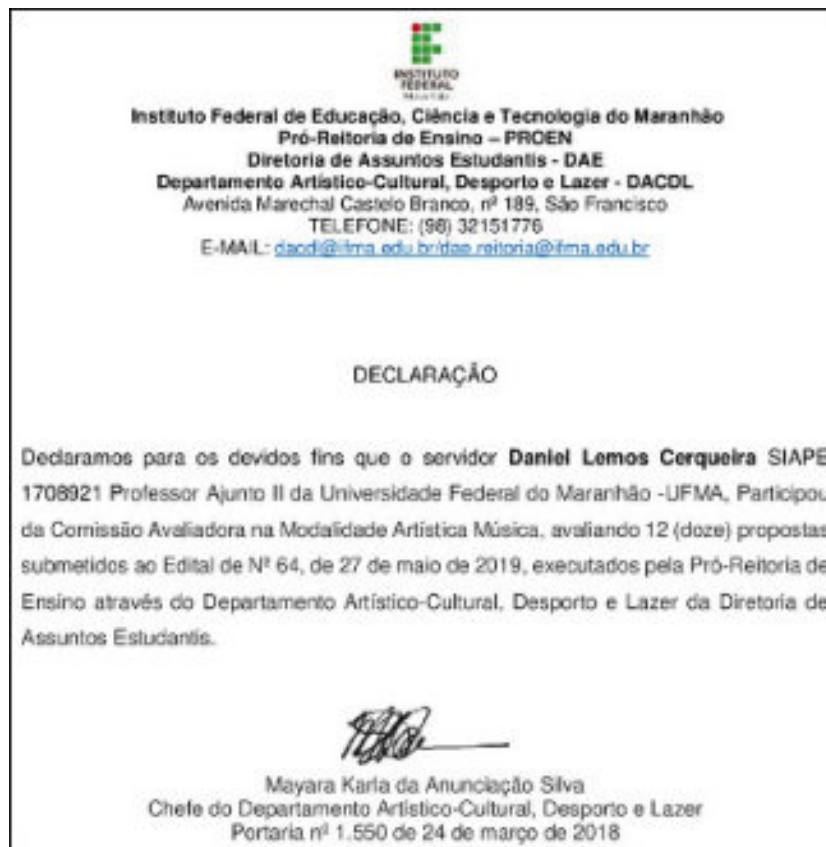 INSTITUTO
FEDERAL
Instituto Federal de Educação, Ciência e Tecnologia do Maranhão
Pró-Reitoria de Ensino – PROEN
Diretoria de Assuntos Estudantis - DAE
Departamento Artístico-Cultural, Desporto e Lazer - DACDL
Avenida Marechal Castelo Branco, nº 189, São Francisco
TELEFONE: (98) 32151776
E-MAIL: dacdl@ifma.edu.br/dae.reitoria@ifma.edu.br
DECLARAÇÃO
Declaramos para os devidos fins que o servidor Daniel Lemos Cerqueira SIAPE
1708921 Professor Ajunto II da Universidade Federal do Maranhão -UFMA, Participou
da Comissão Avaliadora na Modalidade Artística Música, avaliando 12 (doze) propostas
submetidos ao Edital de Nº 64, de 27 de maio de 2019, executados pela Pró-Reitoria de
Ensino através do Departamento Artístico-Cultural, Desporto e Lazer da Diretoria de
Assuntos Estudantis.
Mayara Karla da Anunciação Silva
Chefe do Departamento Artístico-Cultural, Desporto e Lazer
Portaria nº 1.550 de 24 de março de 2018